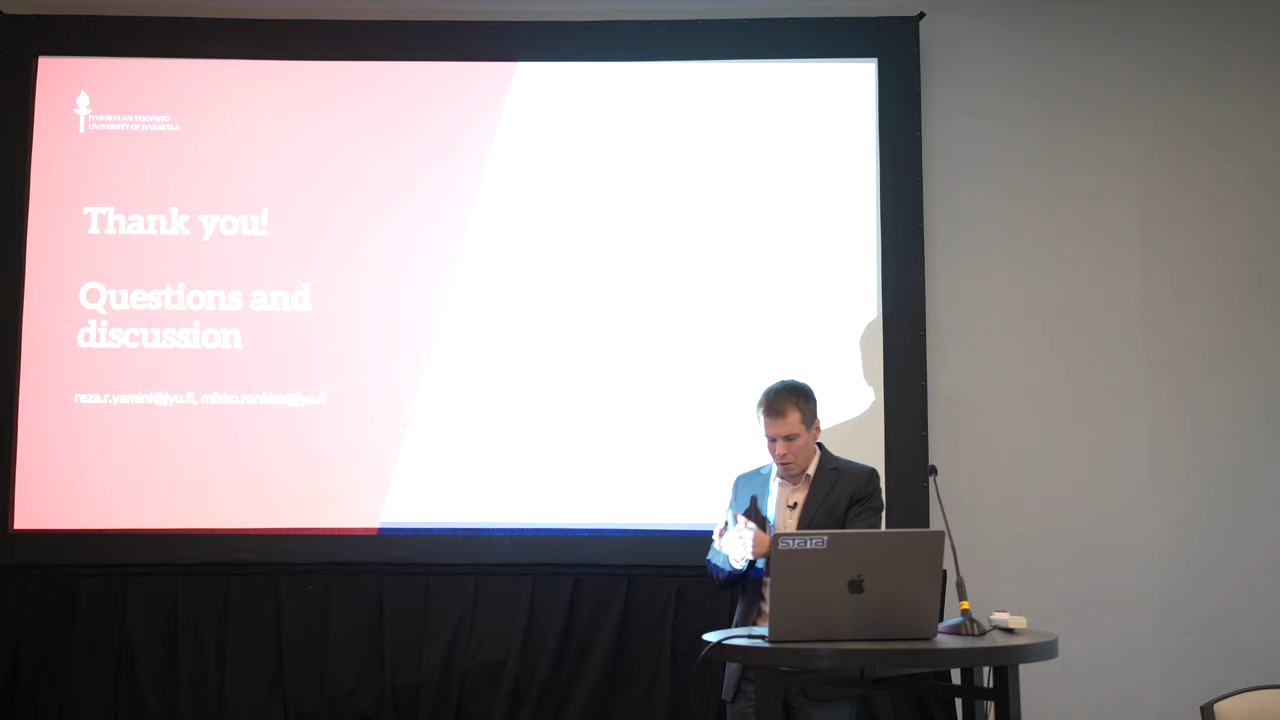 JYVÄSKYLÄN YLIOPISTO
UNIVERSITY OF JYVÄSKYLÄ
Thank you!
Questions and
discussion
reza.r.yamini@jyu.fi, mikko.ronkko@jyu.fi
STATA